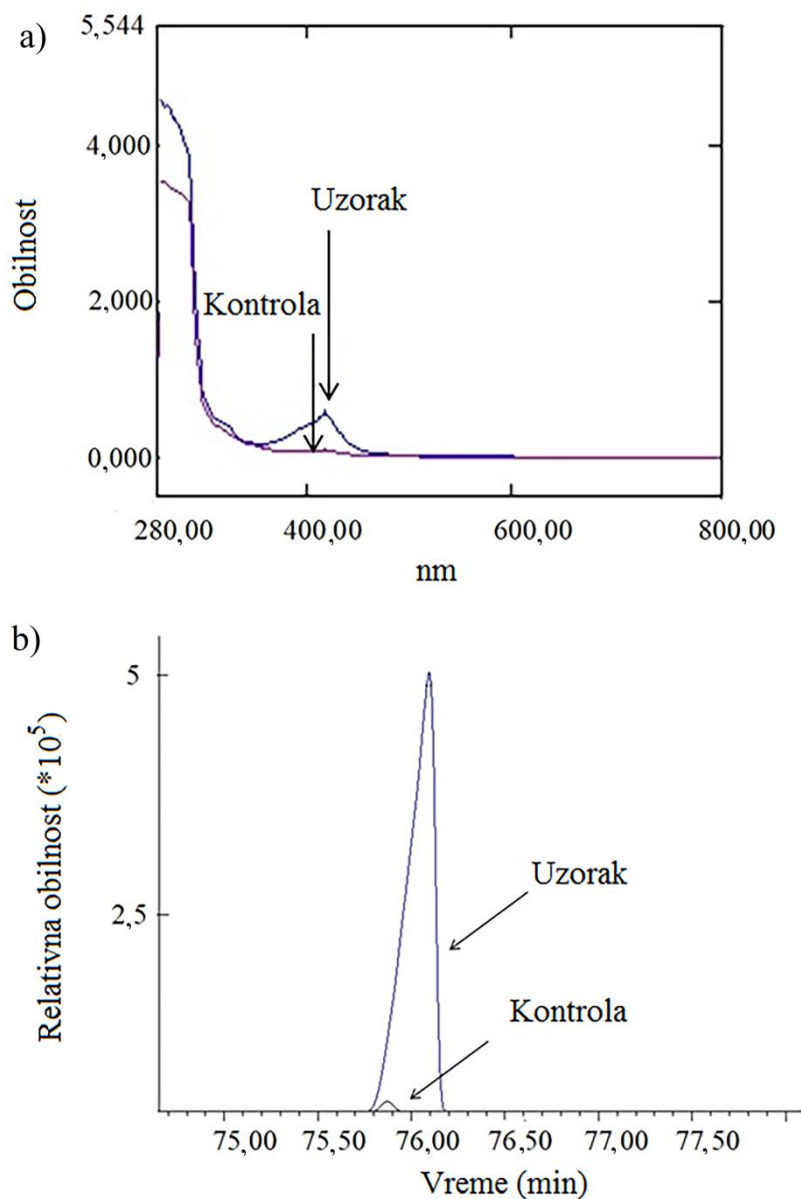 a)
5,544
4,000
2,000
0,000
Obilnost
Uzorak
Kontrola
280,00 400,00 600,00 800,00
nm
b)
5
2,5
Relativna obilnost (*10⁵)
Uzorak
Kontrola
75,00 75,50 76,00 76,50 77,00 77,50
Vreme (min)